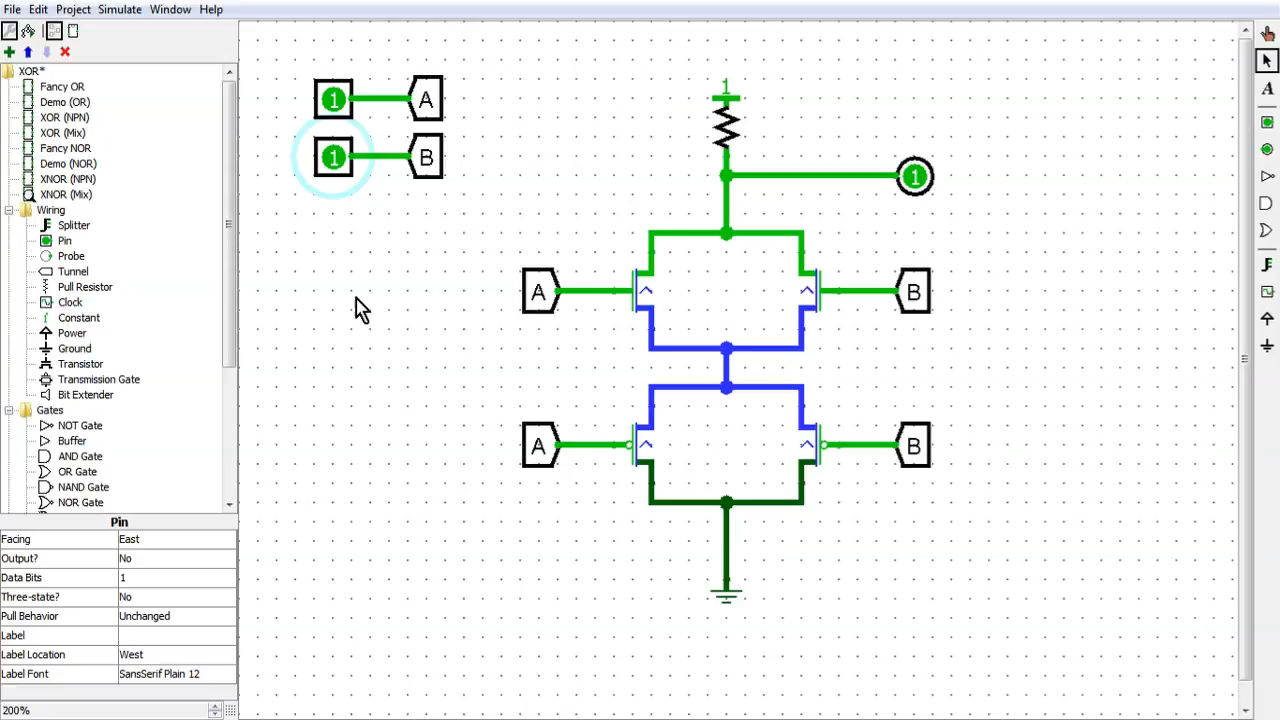 File Edit Project Simulate Window Help
XOR*
Fancy OR
Demo (OR)
XOR (NPN)
OR (Mix)
Fancy NOR
Demo (NOR)
XNOR (NPN)
XNOR (Mix)
Wiring
Splitter
Pin
Probe
Tunnel
Pull Resistor
Clock
Constant
Power
Ground
Transistor
Transmission Gate
Bit Extender
Gates
NOT Gate
Buffer
AND Gate
OR Gate
NAND Gate
NOR Gate
Pin
Facing East
Output? No
Data Bits 1
Three-state? No
Pull Behavior Unchanged
Label
Label Location West
Label Font SansSerif Plain 12
200%
1 A
1 B
1
1
A B
A B
A